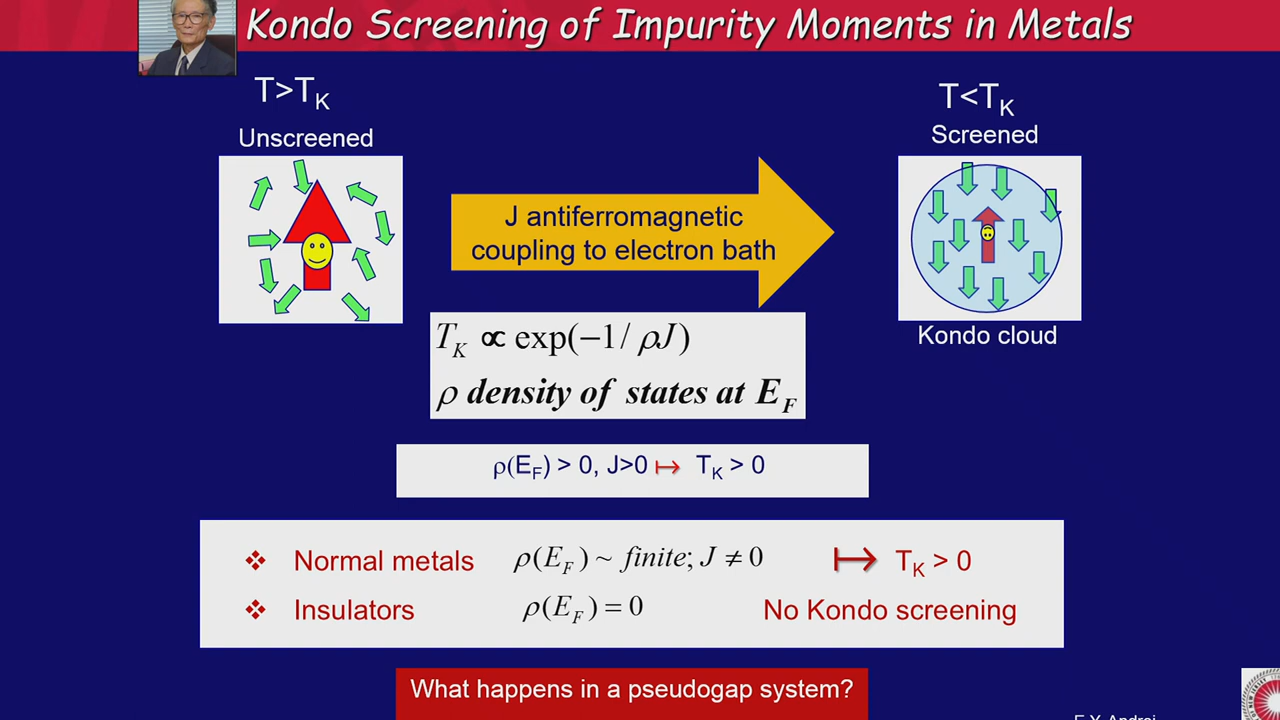 Kondo Screening of Impurity Moments in Metals
T>T_K
Unscreened
T<T_K
Screened
J antiferromagnetic
coupling to electron bath
Kondo cloud
T_K ∝ exp(−1/ ρJ)
ρ density of states at E_F
ρ(E_F) > 0, J>0 ↦ T_K > 0
❖ Normal metals ρ(E_F) ~ finite; J ≠ 0 ↦ T_K > 0
❖ Insulators ρ(E_F) = 0 No Kondo screening
What happens in a pseudogap system?